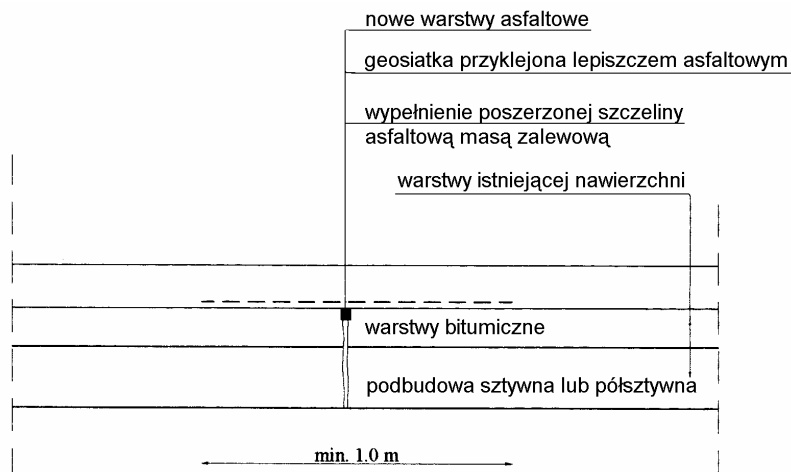 nowe warstwy asfaltowe
geosiatka przyklejona lepiszczem asfaltowym
wypełnienie poszerzonej szczeliny
asfaltową masą zalewową
warstwy istniejącej nawierzchni
warstwy bitumiczne
podbudowa sztywna lub półsztywna
min. 1.0 m